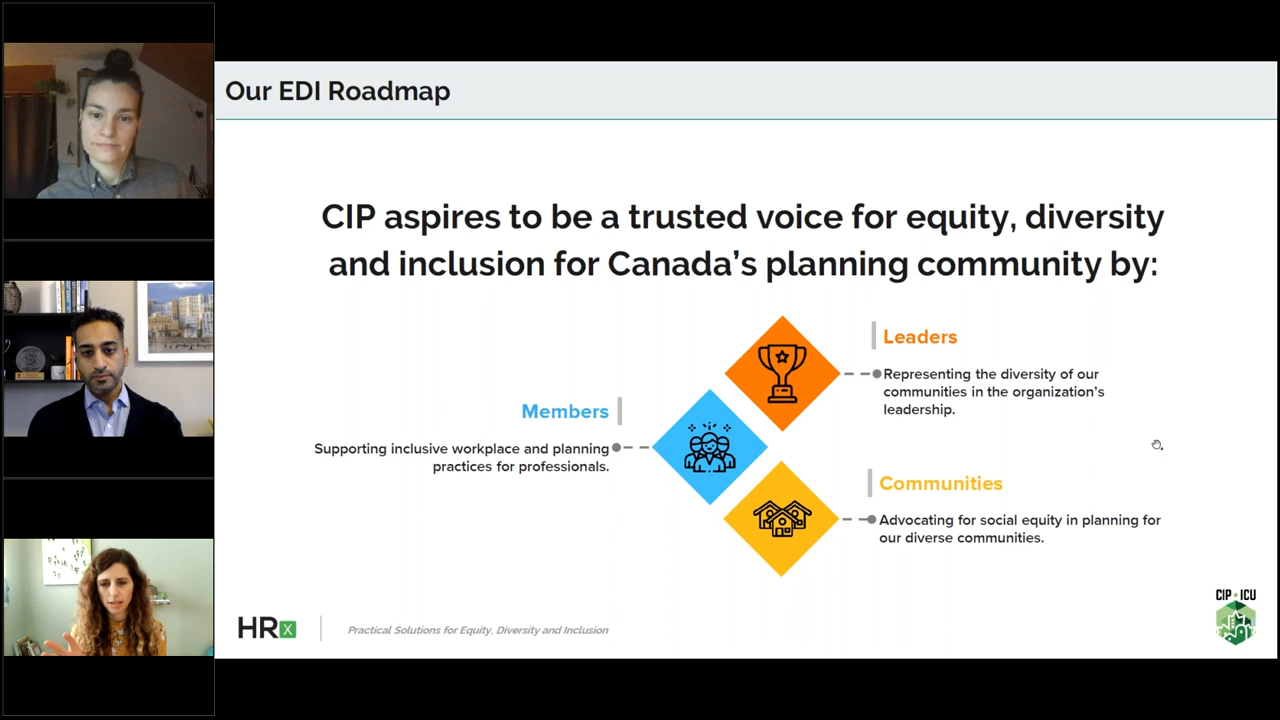 Our EDI Roadmap
CIP aspires to be a trusted voice for equity, diversity
and inclusion for Canada's planning community by:
Leaders
Representing the diversity of our
communities in the organization's
leadership.
Members
Supporting inclusive workplace and planning
practices for professionals.
Communities
Advocating for social equity in planning for
our diverse communities.
HRx
Practical Solutions for Equity, Diversity and Inclusion
CIP ICU